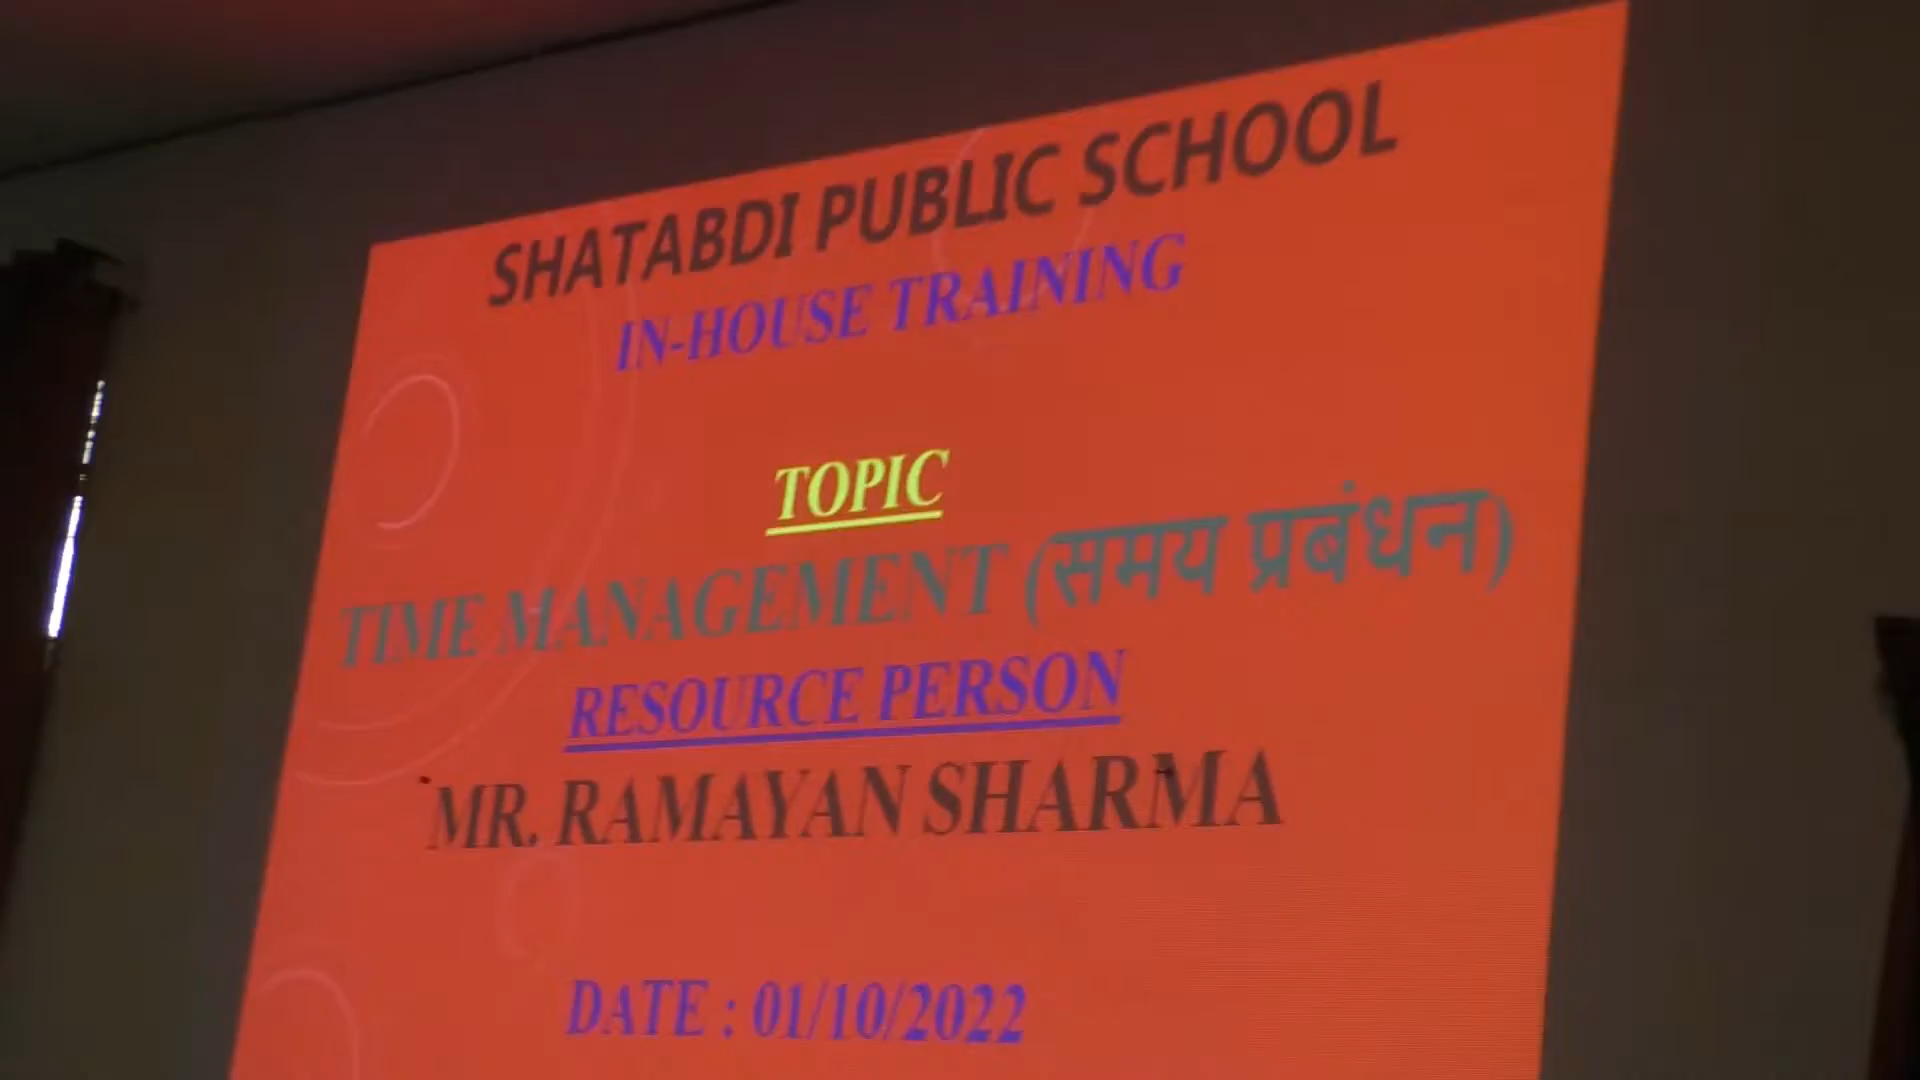 SHATABDI PUBLIC SCHOOL
IN-HOUSE TRAINING
TOPIC
TIME MANAGEMENT (समय प्रबंधन)
RESOURCE PERSON
MR. RAMAYAN SHARMA
DATE : 01/10/2022